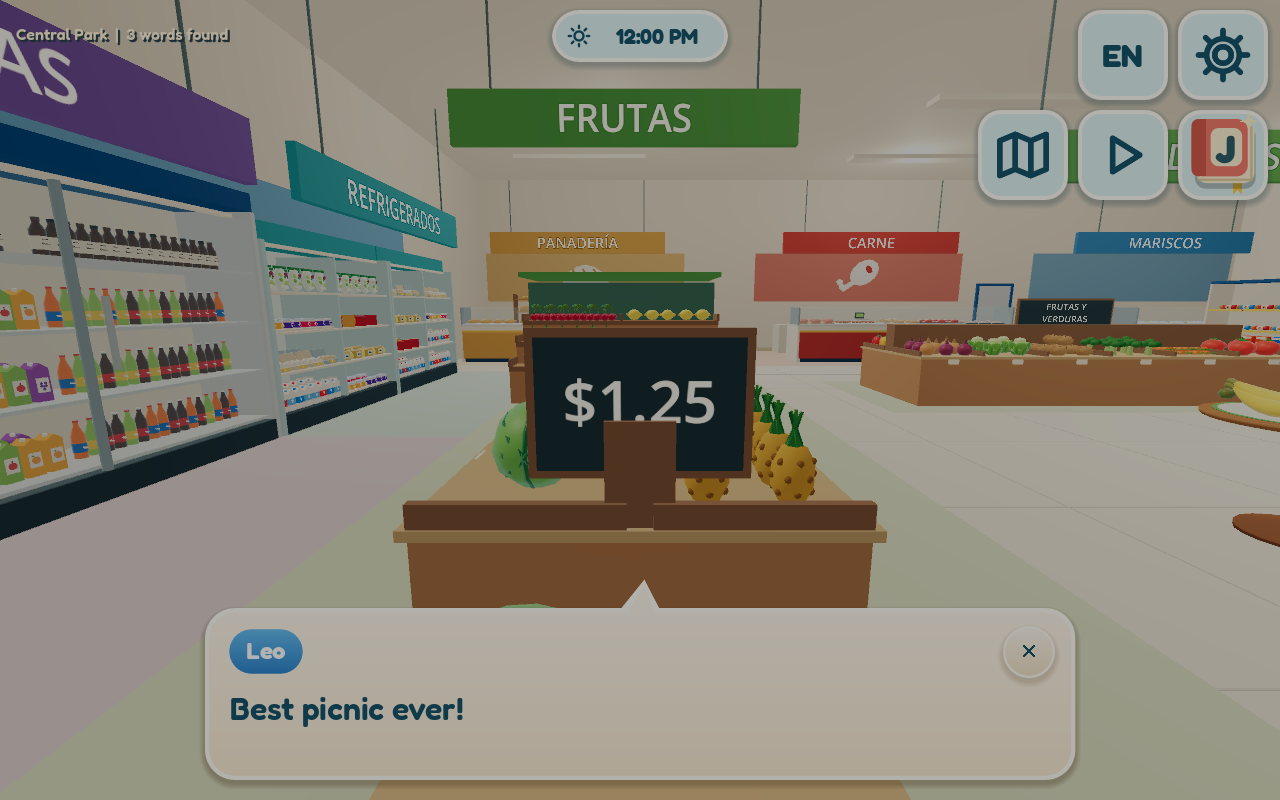 Central Park | 3 words found
12:00 PM
EN
AS
FRUTAS
REFRIGERADOS
J
PANADERÍA
CARNE
MARISCOS
FRUTAS Y
VERDURAS
$1.25
Leo
Best picnic ever!